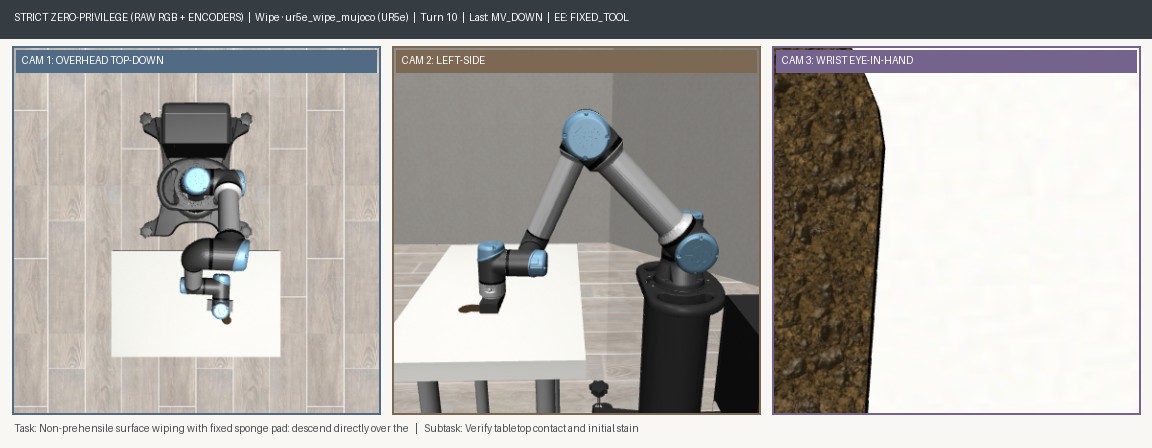 STRICT ZERO-PRIVILEGE (RAW RGB + ENCODERS) | Wipe · ur5e_wipe_mujoco (UR5e) | Turn 10 | Last MV_DOWN | EE: FIXED_TOOL
CAM 1: OVERHEAD TOP-DOWN
CAM 2: LEFT-SIDE
CAM 3: WRIST EYE-IN-HAND
Task: Non-prehensile surface wiping with fixed sponge pad: descend directly over the | Subtask: Verify tabletop contact and initial stain